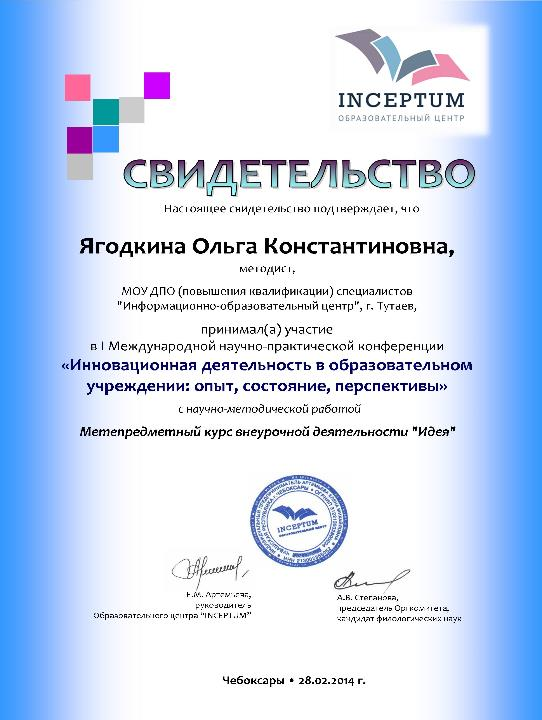 INCEPTUM
ОБРАЗОВАТЕЛЬНЫЙ ЦЕНТР
СВИДЕТЕЛЬСТВО
Настоящее свидетельство подтверждает, что
Ягодкина Ольга Константиновна,
методист,
МОУ ДПО (повышения квалификации) специалистов
"Информационно-образовательный центр", г. Тутаев,
принимал(а) участие
в I Международной научно-практической конференции
«Инновационная деятельность в образовательном
учреждении: опыт, состояние, перспективы»
с научно-методической работой
Метепредметный курс внеурочной деятельности "Идея"
INCEPTUM
Е.М. Артемьева,
руководитель
Образовательного центра "INCEPTUM"
А.В. Степанова,
председатель Оргкомитета,
кандидат филологических наук
Чебоксары • 28.02.2014 г.